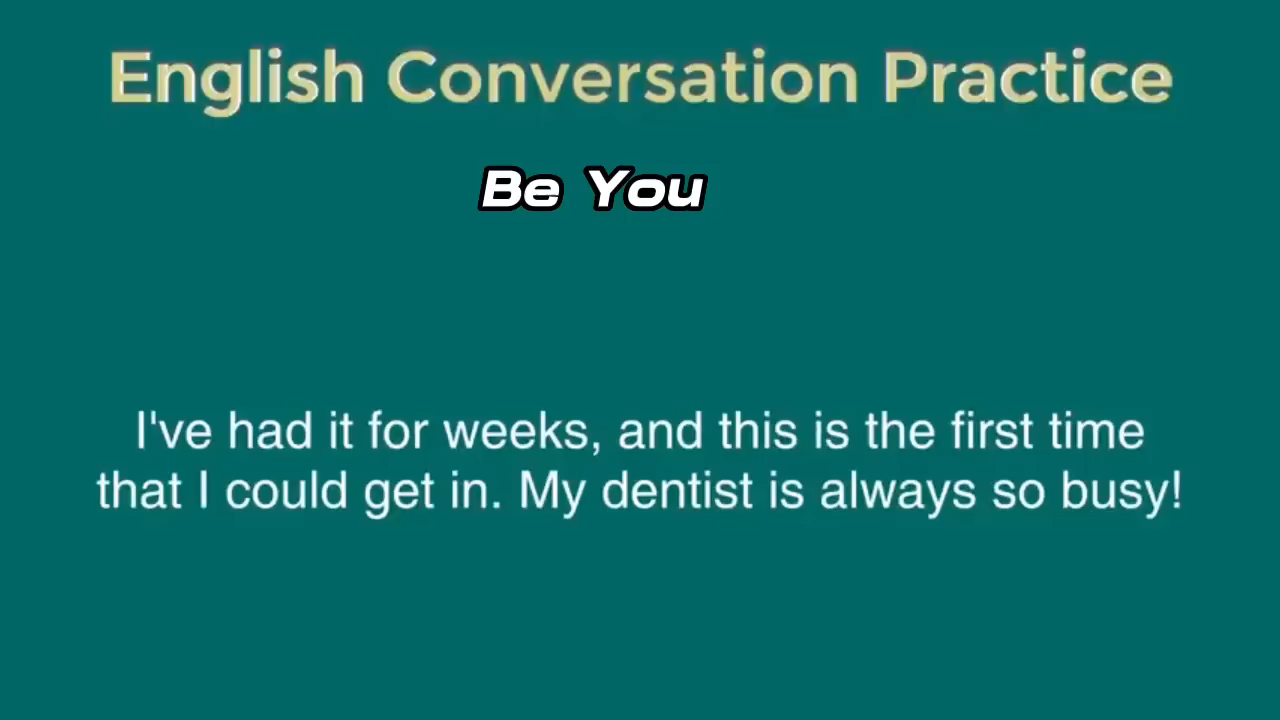 English Conversation Practice
Be You
I've had it for weeks, and this is the first time
that I could get in. My dentist is always so busy!